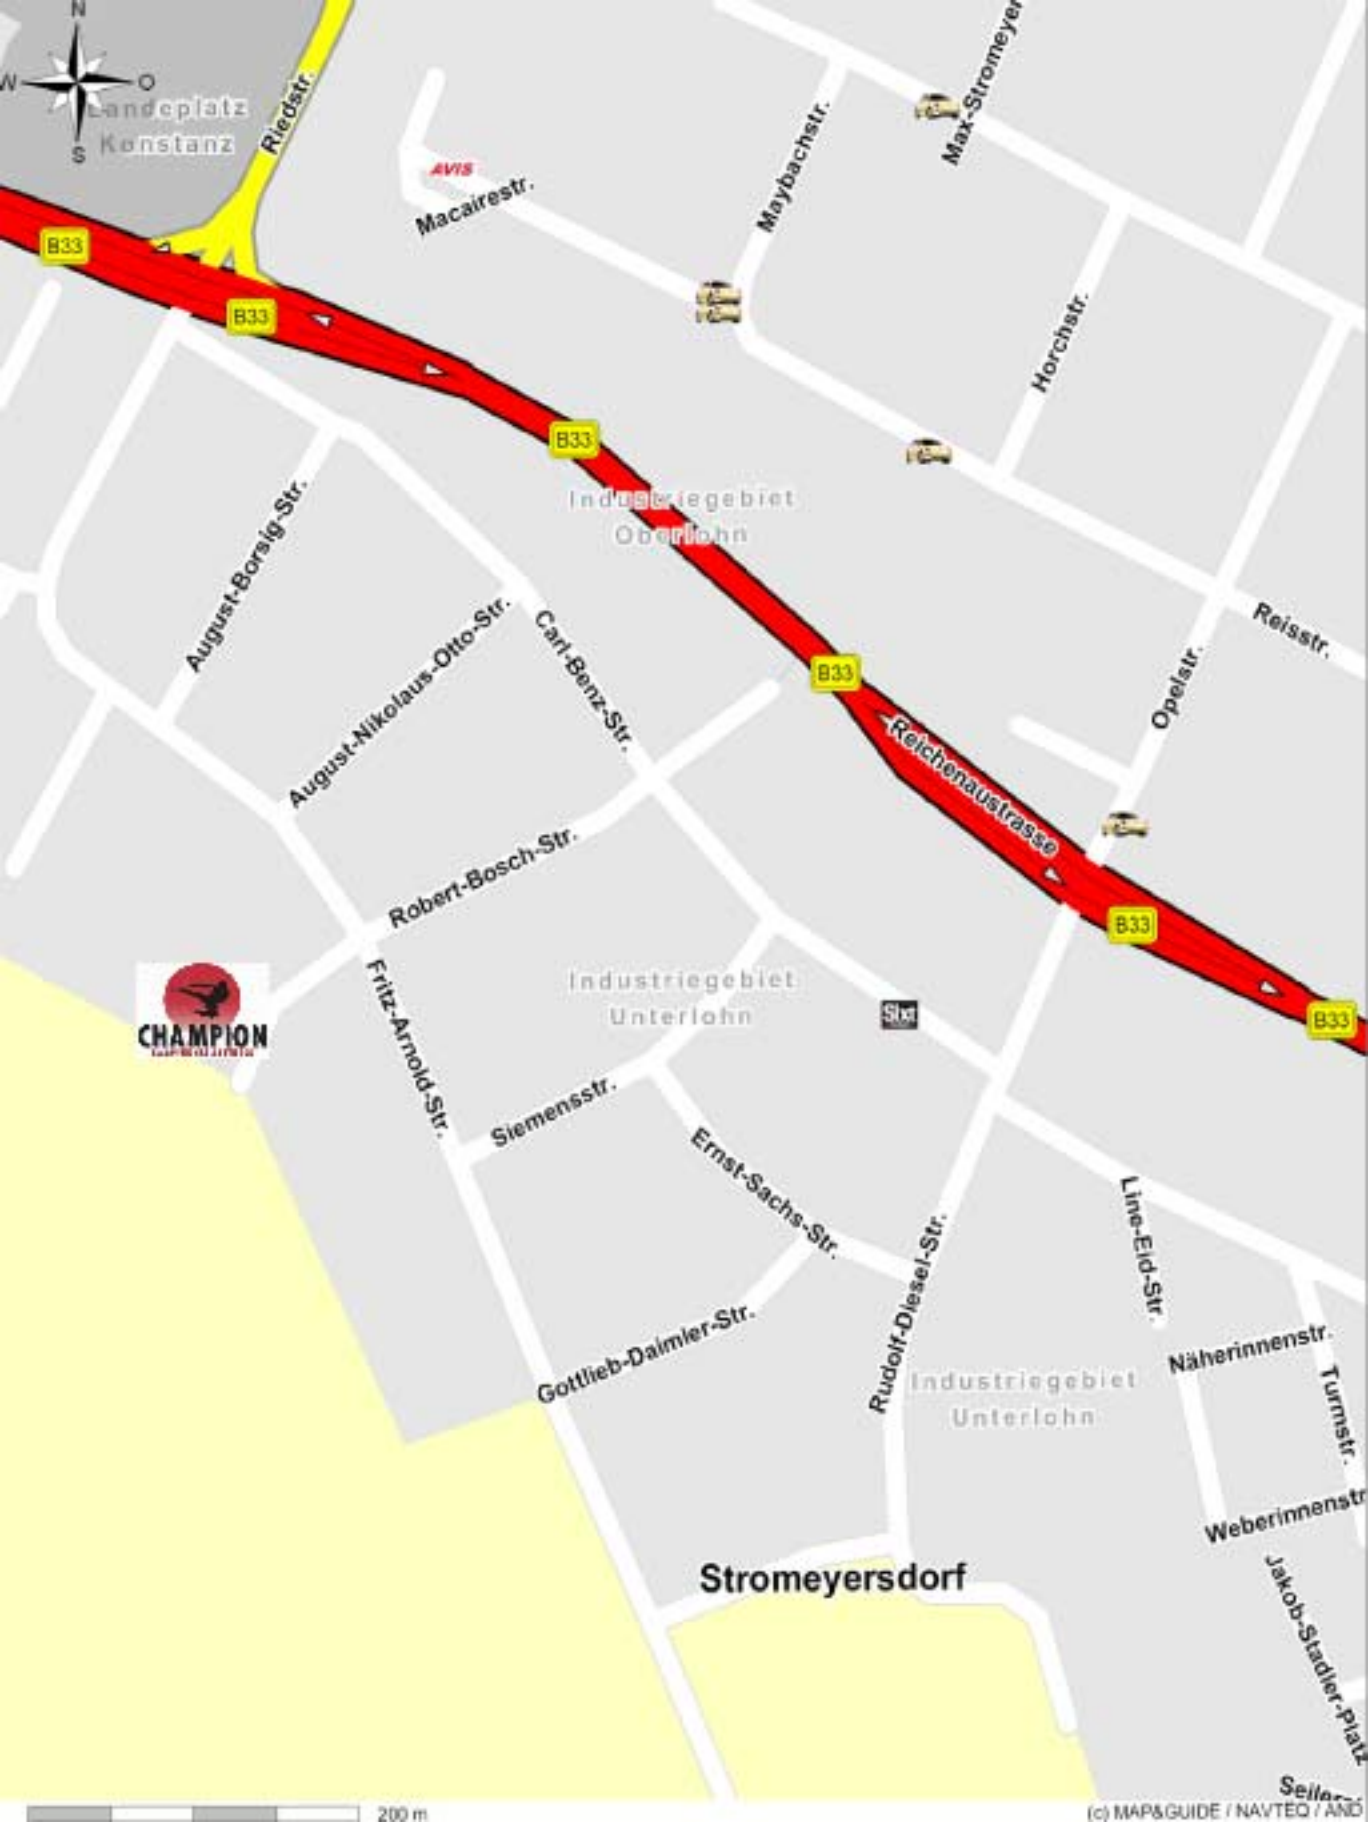 N
W
O
S
Landeplatz
Konstanz
Riedstr.
AVIS
Macairestr.
Maybachstr.
Max-Stromeyer
Horchstr.
B33
B33
B33
Industriegebiet
Oberlohn
August-Borsig-Str.
August-Nikolaus-Otto-Str.
Carl-Benz-Str.
Reisstr.
Opelstr.
B33
Reichenaustrasse
Robert-Bosch-Str.
B33
B33
CHAMPION
Fritz-Arnold-Str.
Industriegebiet
Unterlohn
Sixt
Siemensstr.
Ernst-Sachs-Str.
Line-Eid-Str.
Rudolf-Diesel-Str.
Gottlieb-Daimler-Str.
Näherinnenstr.
Industriegebiet
Unterlohn
Turmstr.
Weberinnenstr
Stromeyersdorf
Jakob-Stadler-Platz
200 m
(c) MAP&GUIDE / NAVTEQ / AND